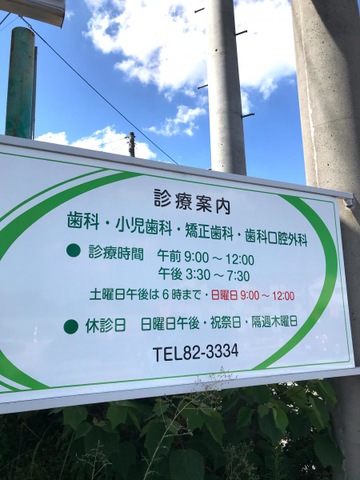 診療案内
歯科・小児歯科・矯正歯科・歯科口腔外科
● 診療時間 午前 9:00～12:00
午後 3:30～7:30
土曜日午後は6時まで・日曜日 9:00～12:00
● 休診日 日曜日午後・祝祭日・隔週木曜日
TEL82-3334